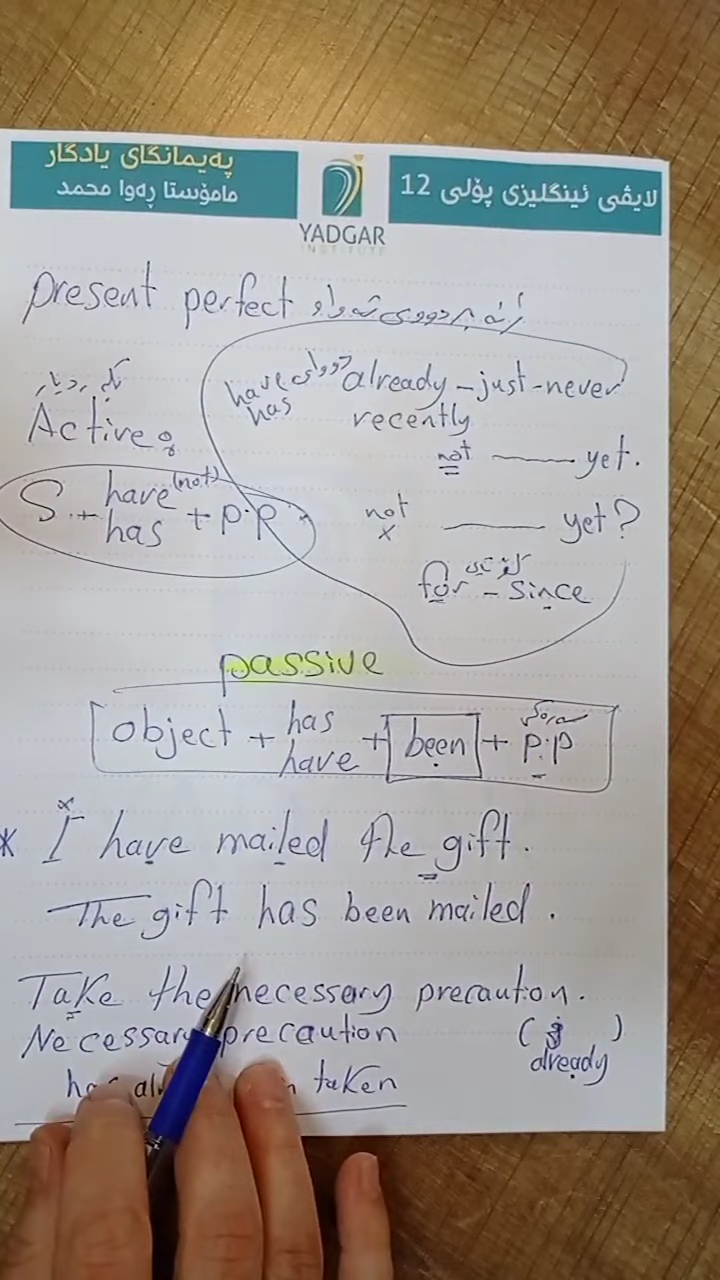 پەیمانگای یادگار
مامۆستا ڕەوا محمد
YADGAR
INSTITUTE
لایفی ئینگلیزی پۆلی 12
present perfect
Active
S + have (not) + p.p
has
have
has
already - just - never
recently
not ——— yet.
not x ——— yet?
for - since
passive
object + has + been + p.p
have
* I have mailed the gift.
The gift has been mailed.
Take the necessary precaution.
Necessary precaution
( )
already
taken